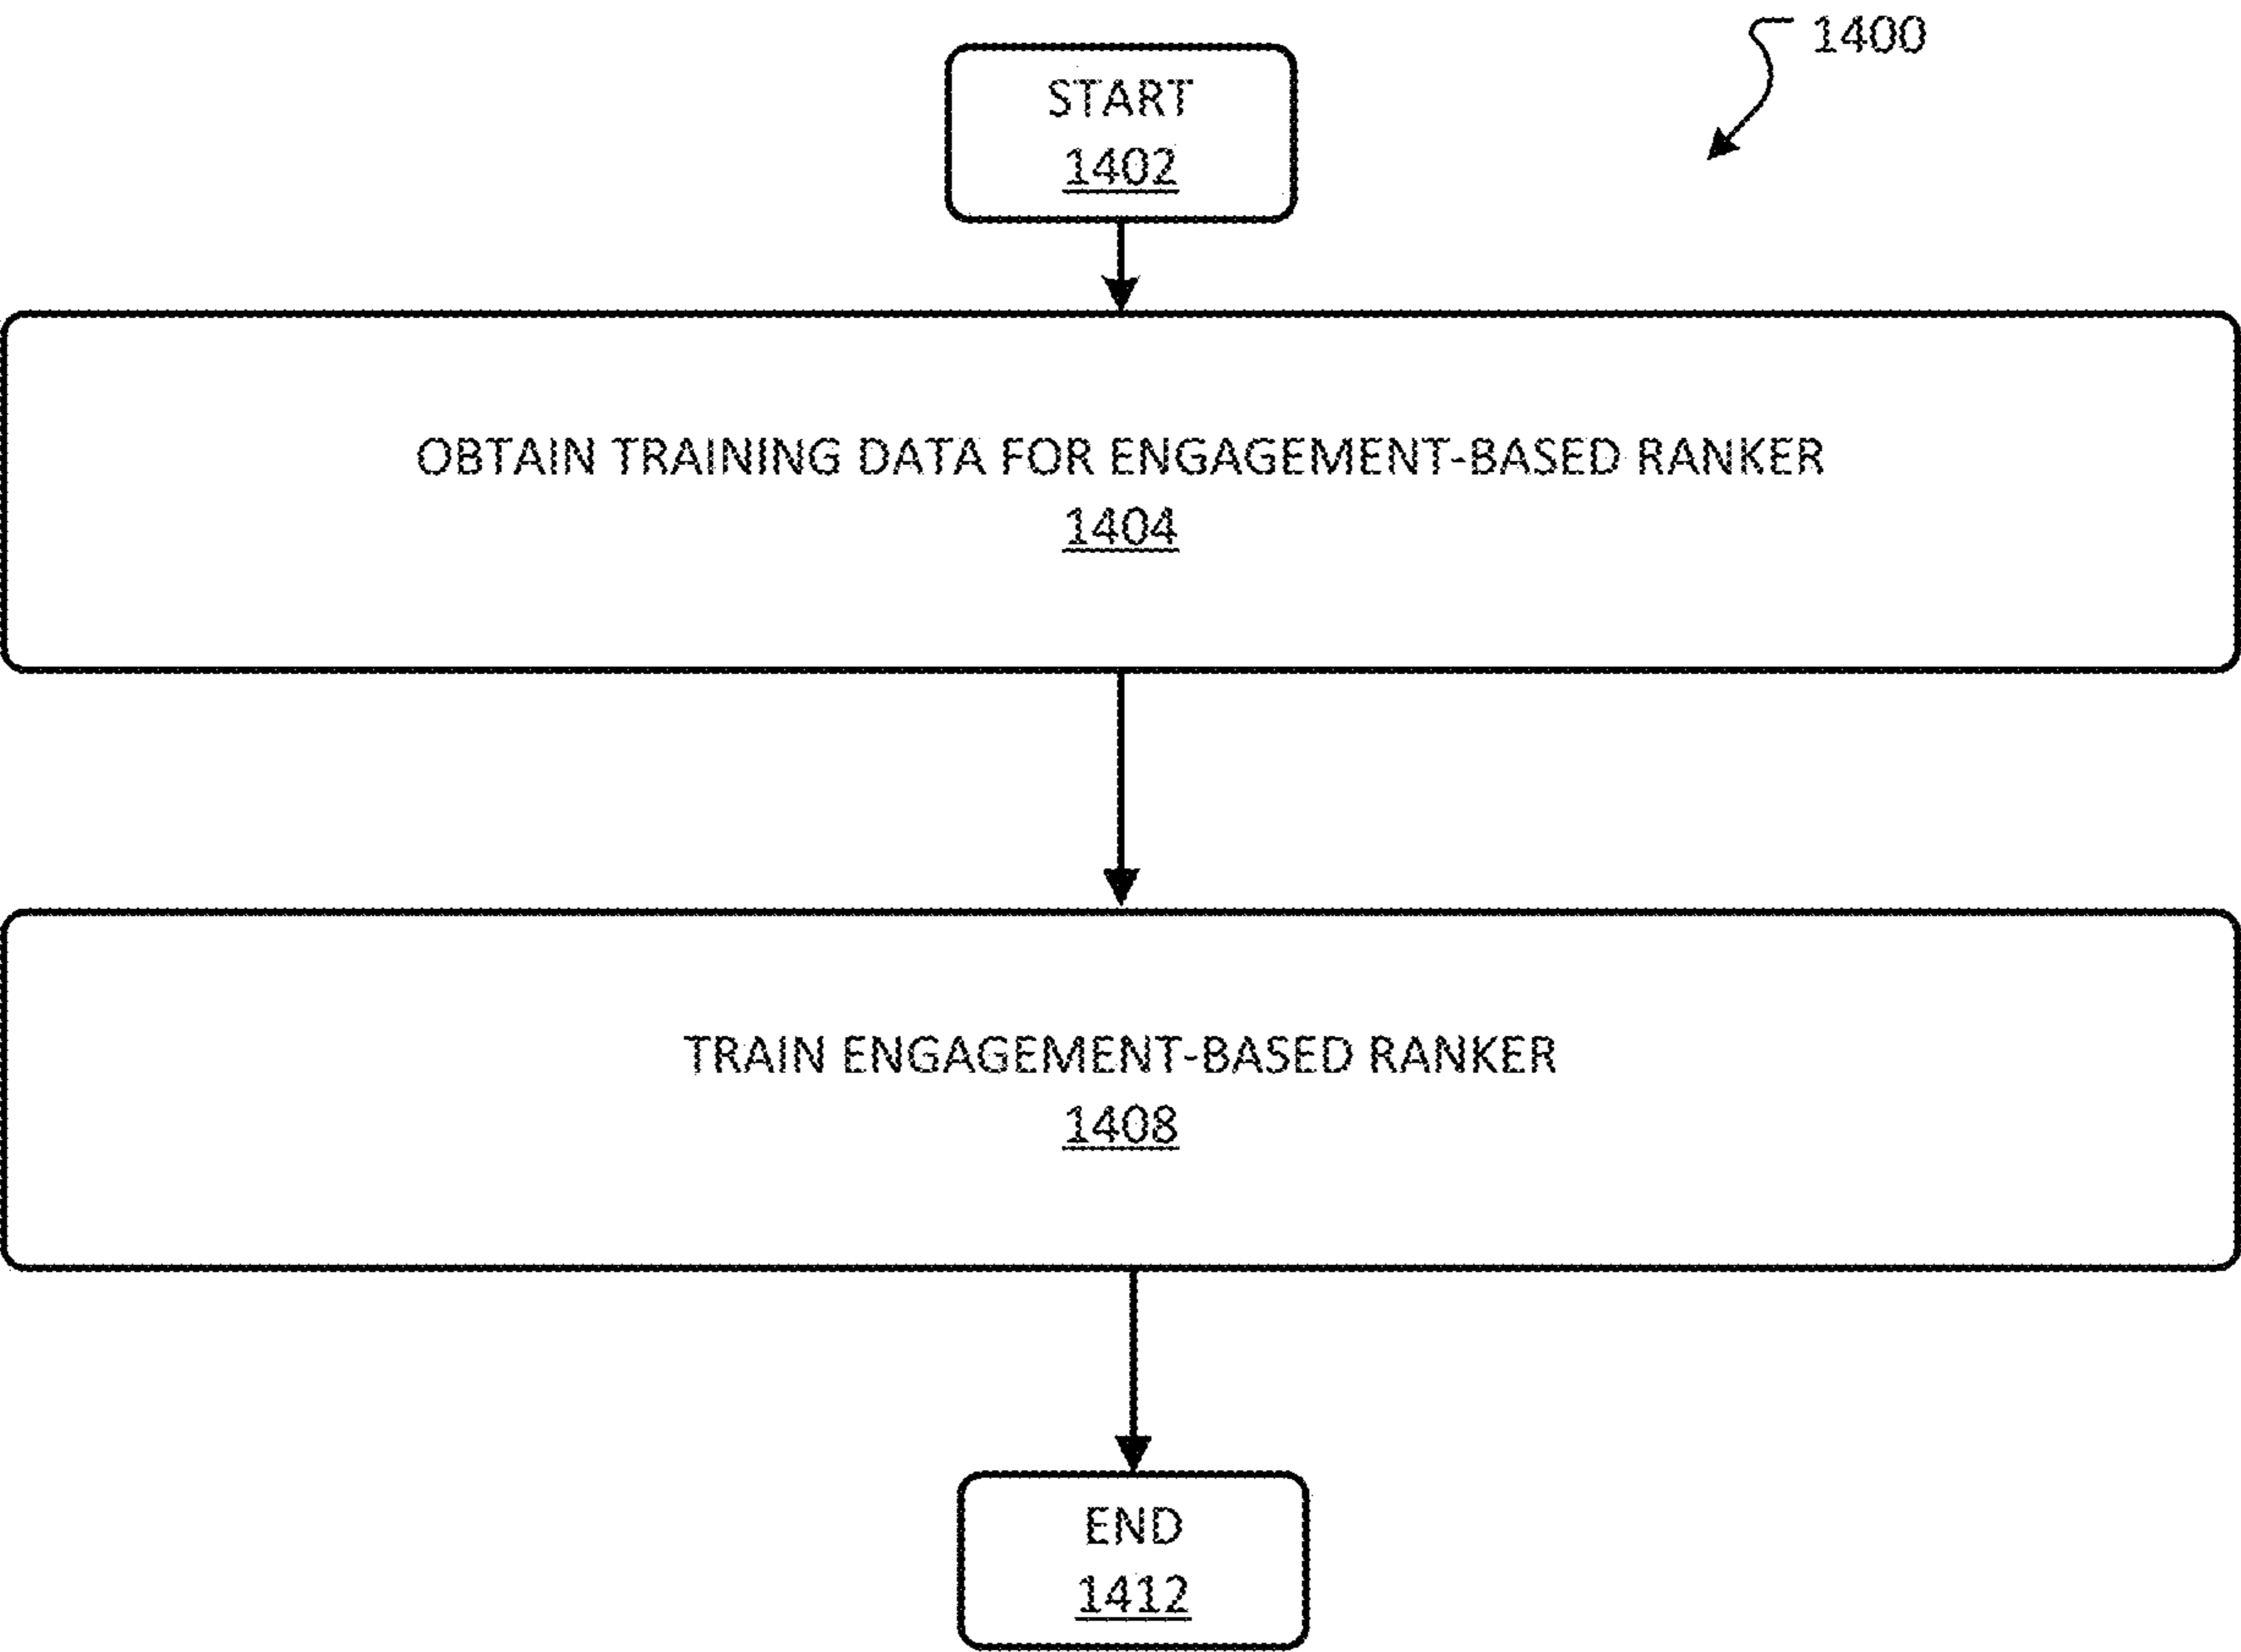 1400
START
1402
OBTAIN TRAINING DATA FOR ENGAGEMENT-BASED RANKER
1404
TRAIN ENGAGEMENT-BASED RANKER
1408
END
1412